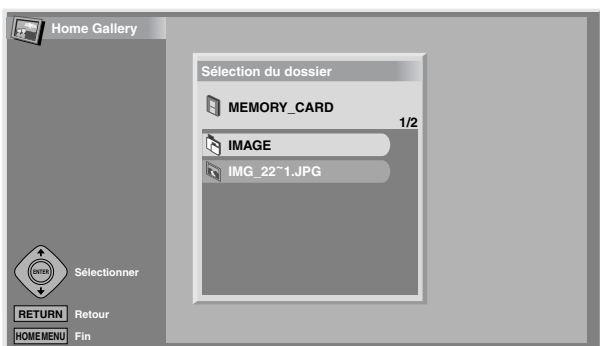 Home Gallery
Sélection du dossier
MEMORY_CARD
1/2
IMAGE
IMG_22~1.JPG
ENTER
Sélectionner
RETURN Retour
HOME MENU Fin